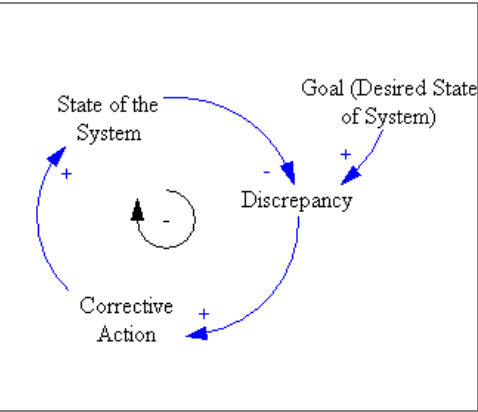 Goal (Desired State
of System)
State of the
System
+
-
+
Discrepancy
-
Corrective
Action
+